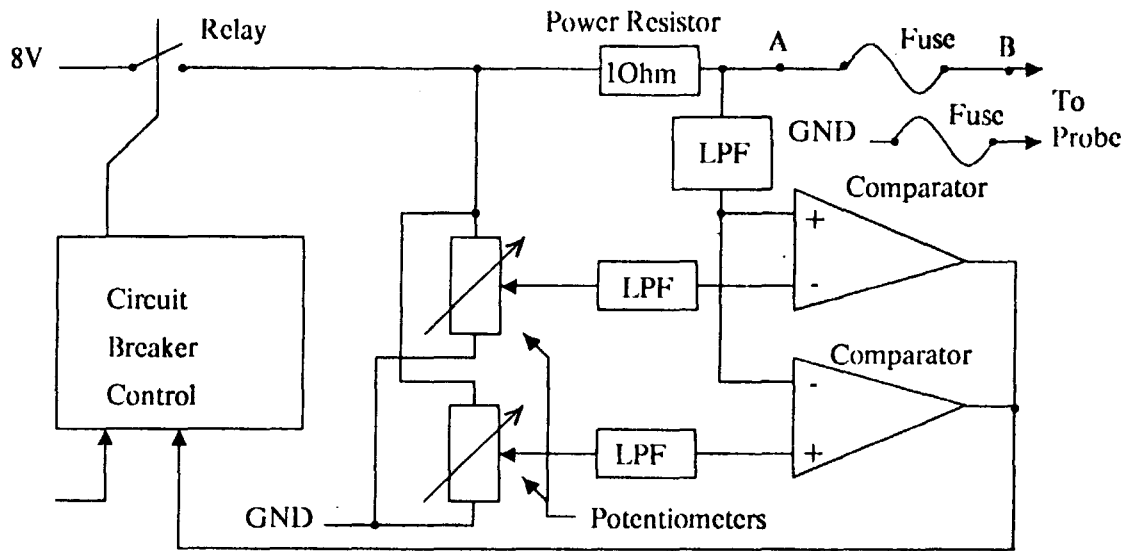 Power Resistor
Relay
A
Fuse
B
8V
1Ohm
To
Probe
Fuse
GND
LPF
Comparator
+
-
LPF
Circuit
Breaker
Control
Comparator
-
+
LPF
GND
Potentiometers